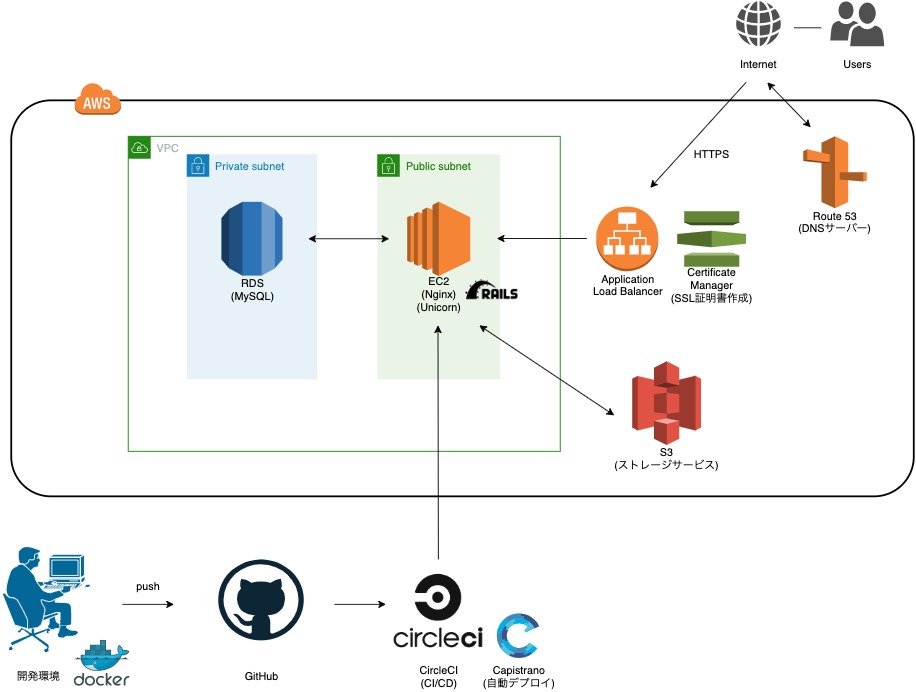 Internet
Users
AWS
VPC
Private subnet
Public subnet
HTTPS
Route 53
(DNSサーバー)
RDS
(MySQL)
EC2
(Nginx)
(Unicorn)
RAILS
Application
Load Balancer
Certificate
Manager
(SSL証明書作成)
S3
(ストレージサービス)
push
開発環境
docker
GitHub
circleci
CircleCI
(CI/CD)
Capistrano
(自動デプロイ)